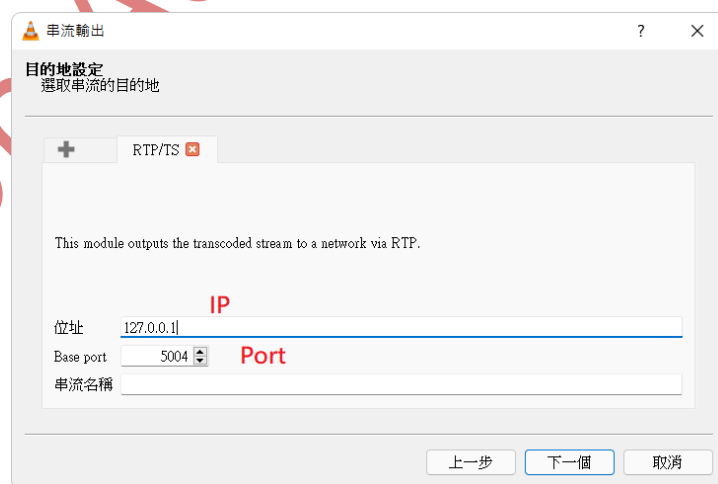 串流輸出
?
目的地設定
選取串流的目的地
RTP/TS
This module outputs the transcoded stream to a network via RTP.
IP
位址 127.0.0.1
Base port 5004 Port
串流名稱
上一步 下一個 取消